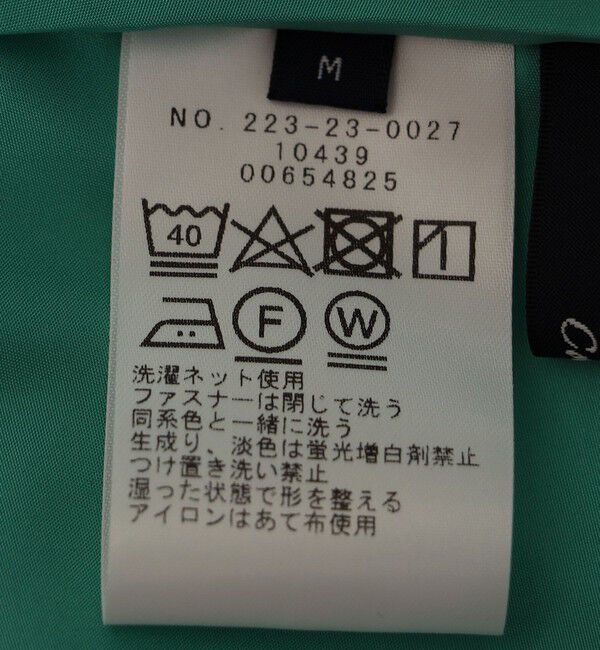 M
NO. 223-23-0027
10439
00654825
40
F
W
洗濯ネット使用
ファスナーは閉じて洗う
同系色と一緒に洗う
生成り、淡色は蛍光増白剤禁止
つけ置き洗い禁止
湿った状態で形を整える
アイロンはあて布使用